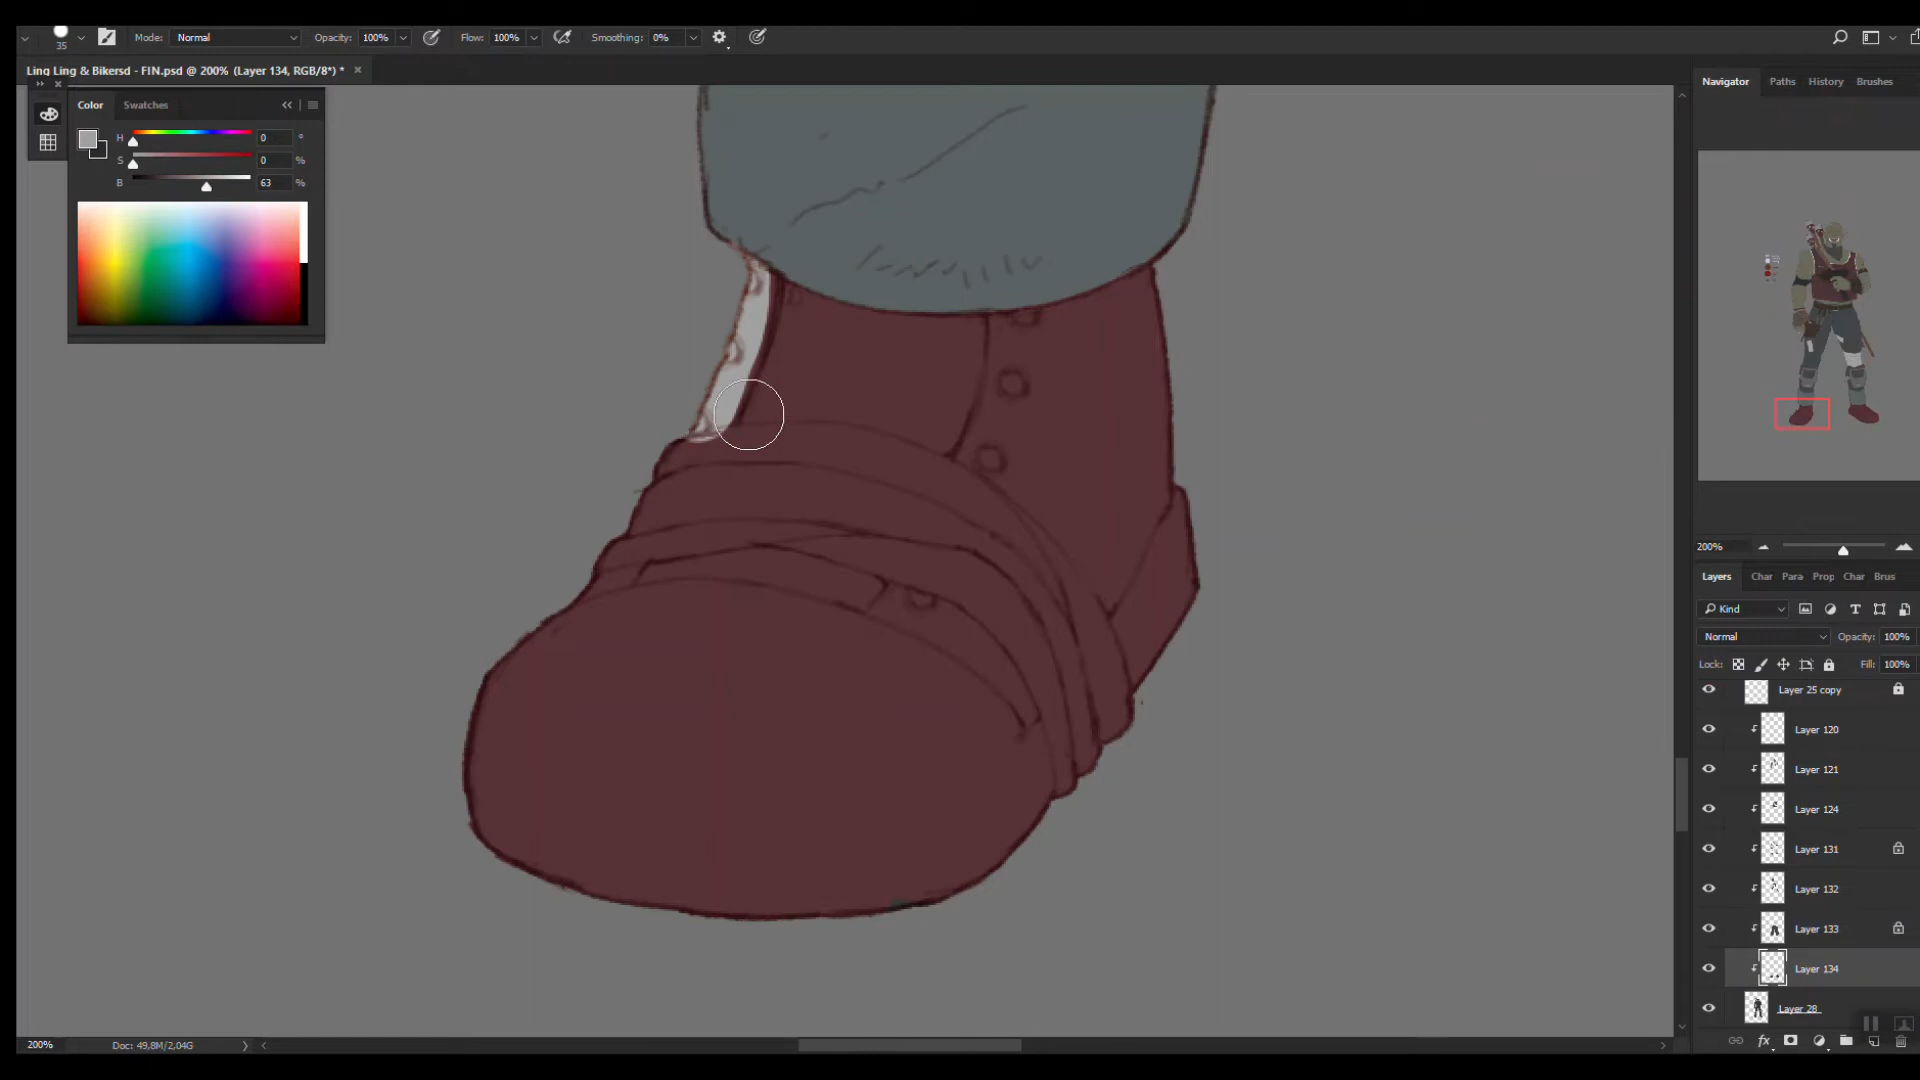 35 Mode: Normal Opacity: 100% Flow: 100% Smoothing: 0%
Ling Ling & Bikersd - FIN.psd @ 200% (Layer 134, RGB/8*) * ×
Color Swatches
H 0 °
S 0 %
B 63 %
Navigator Paths History Brushes
200%
Layers Char Para Prop Char Brus
Kind
Normal Opacity: 100%
Lock: Fill: 100%
Layer 25 copy
Layer 120
Layer 121
Layer 124
Layer 131
Layer 132
Layer 133
Layer 134
Layer 28
fx
200% Doc: 49,8M/2,04G